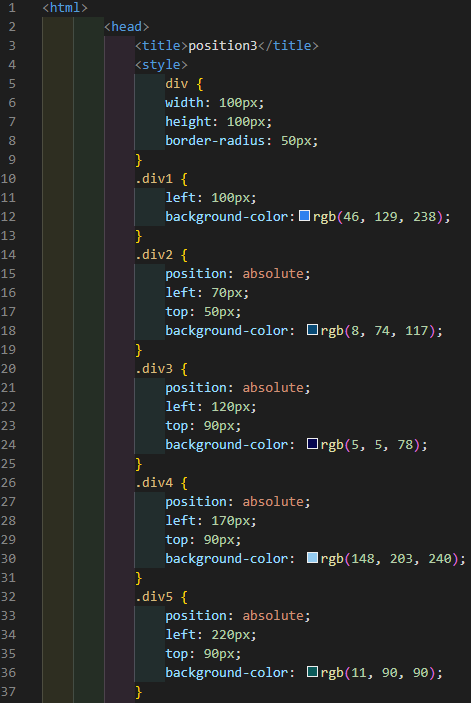 1 <html>
2 <head>
3 <title>position3</title>
4 <style>
5 div {
6 width: 100px;
7 height: 100px;
8 border-radius: 50px;
9 }
10 .div1 {
11 left: 100px;
12 background-color: rgb(46, 129, 238);
13 }
14 .div2 {
15 position: absolute;
16 left: 70px;
17 top: 50px;
18 background-color: rgb(8, 74, 117);
19 }
20 .div3 {
21 position: absolute;
22 left: 120px;
23 top: 90px;
24 background-color: rgb(5, 5, 78);
25 }
26 .div4 {
27 position: absolute;
28 left: 170px;
29 top: 90px;
30 background-color: rgb(148, 203, 240);
31 }
32 .div5 {
33 position: absolute;
34 left: 220px;
35 top: 90px;
36 background-color: rgb(11, 90, 90);
37 }